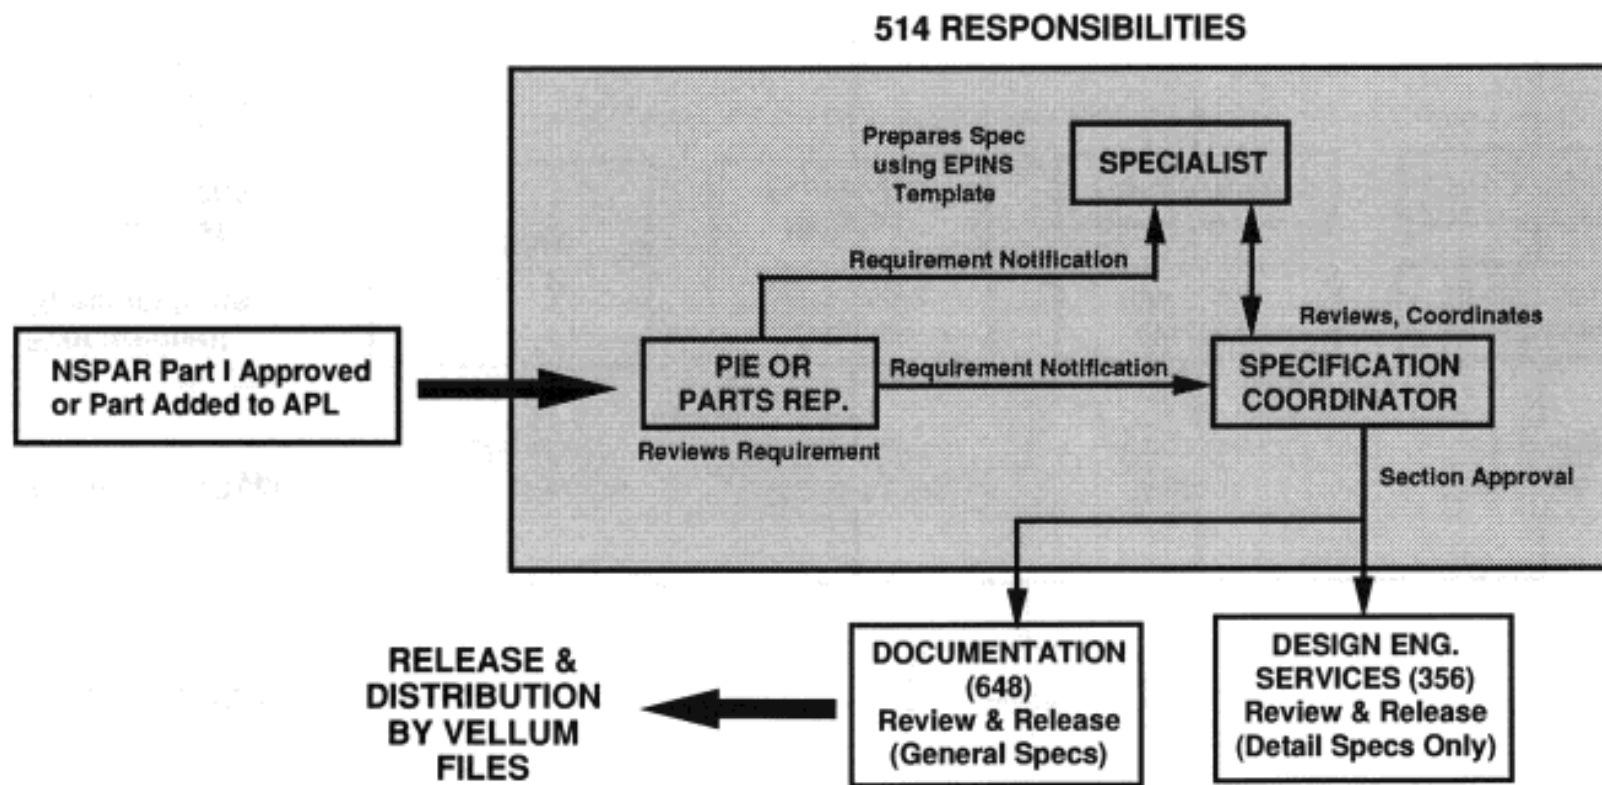 514 RESPONSIBILITIES
Prepares Spec
using EPINS
Template
SPECIALIST
Requirement Notification
Reviews, Coordinates
NSPAR Part I Approved
or Part Added to APL
PIE OR
PARTS REP.
Reviews Requirement
Requirement Notification
SPECIFICATION
COORDINATOR
Section Approval
RELEASE &
DISTRIBUTION
BY VELLUM
FILES
DOCUMENTATION
(648)
Review & Release
(General Specs)
DESIGN ENG.
SERVICES (356)
Review & Release
(Detail Specs Only)